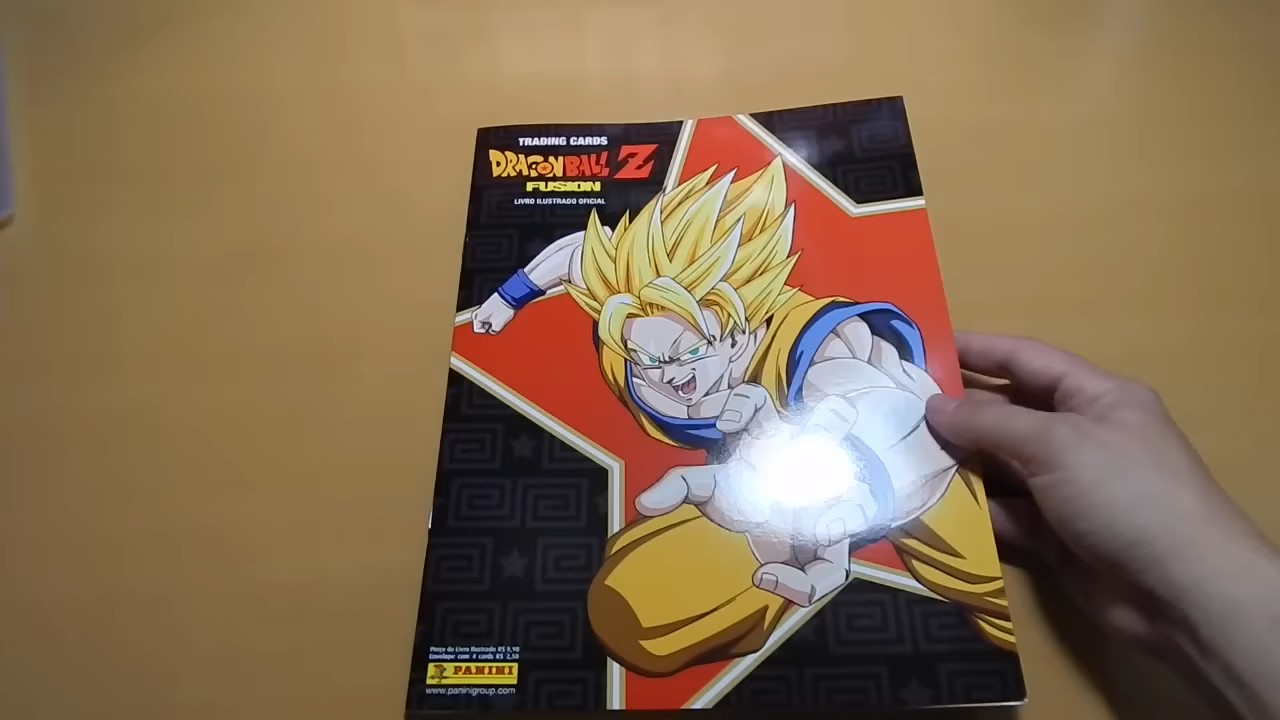 TRADING CARDS
DRAGON BALL Z
FUSION
LIVRO ILUSTRADO OFICIAL
Preço do Livro Ilustrado R$ 9,90
Envelope com 4 cards R$ 2,50
PANINI
www.paninigroup.com